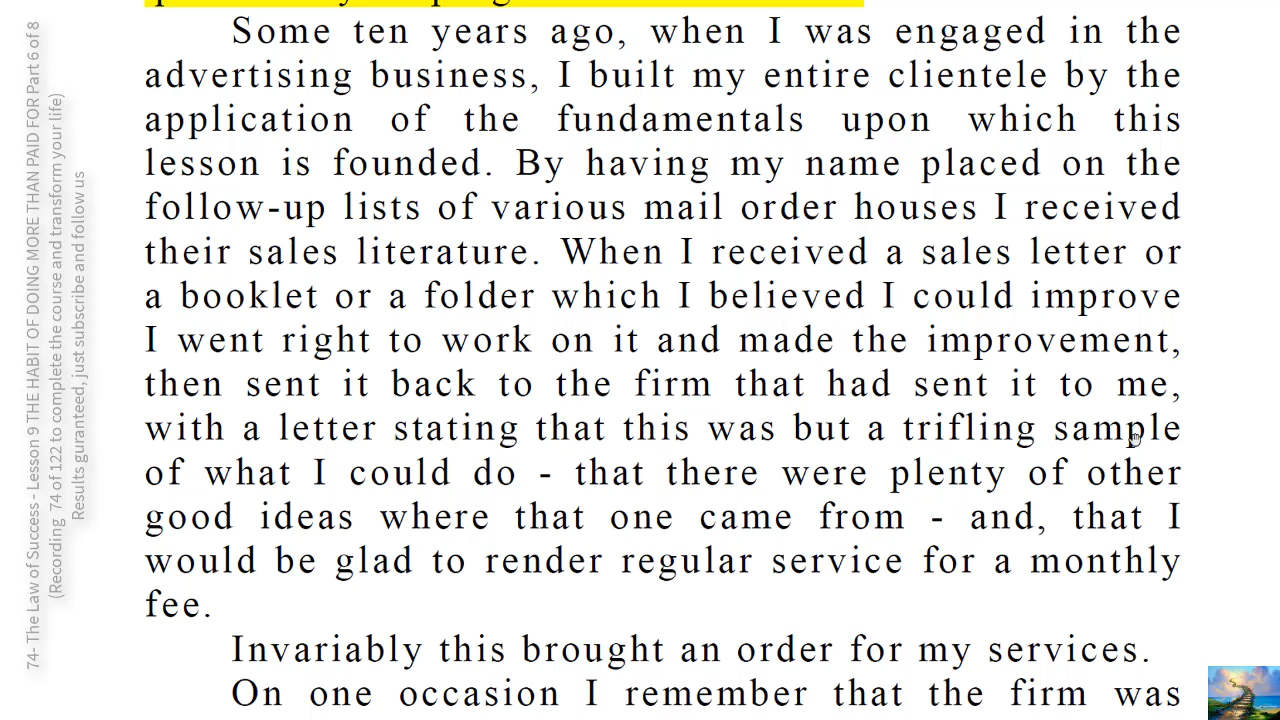 Some ten years ago, when I was engaged in the
advertising business, I built my entire clientele by the
application of the fundamentals upon which this
lesson is founded. By having my name placed on the
follow-up lists of various mail order houses I received
their sales literature. When I received a sales letter or
a booklet or a folder which I believed I could improve
I went right to work on it and made the improvement,
then sent it back to the firm that had sent it to me,
with a letter stating that this was but a trifling sample
of what I could do - that there were plenty of other
good ideas where that one came from - and, that I
would be glad to render regular service for a monthly
fee.
Invariably this brought an order for my services.
On one occasion I remember that the firm was
74- The Law of Success - Lesson 9 THE HABIT OF DOING MORE THAN PAID FOR Part 6 of 8
(Recording 74 of 122 to complete the course and transform your life)
Results guranteed, just subscribe and follow us